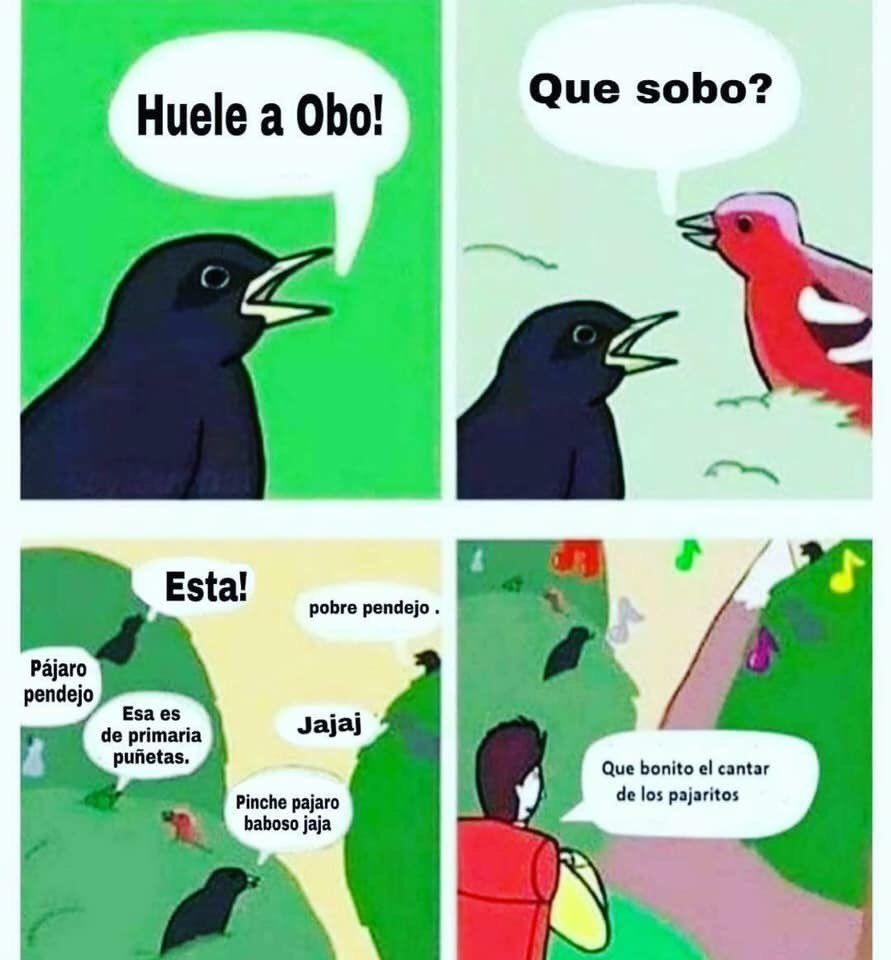 Huele a Obo!
Que sobo?
Esta!
pobre pendejo .
Pájaro
pendejo
Esa es
de primaria
puñetas.
Jajaj
Pinche pajaro
baboso jaja
Que bonito el cantar
de los pajaritos